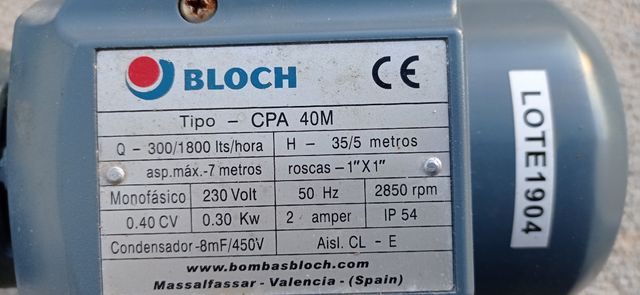 BLOCH CE
Tipo - CPA 40M
Q - 300/1800 lts/hora H - 35/5 metros
asp.máx.-7 metros roscas-1"X1"
Monofásico 230 Volt 50 Hz 2850 rpm
0.40 CV 0.30 Kw 2 amper IP 54
Condensador-8mF/450V Aisl. CL - E
www.bombasbloch.com
Massalfassar - Valencia - (Spain)
LOTE1904